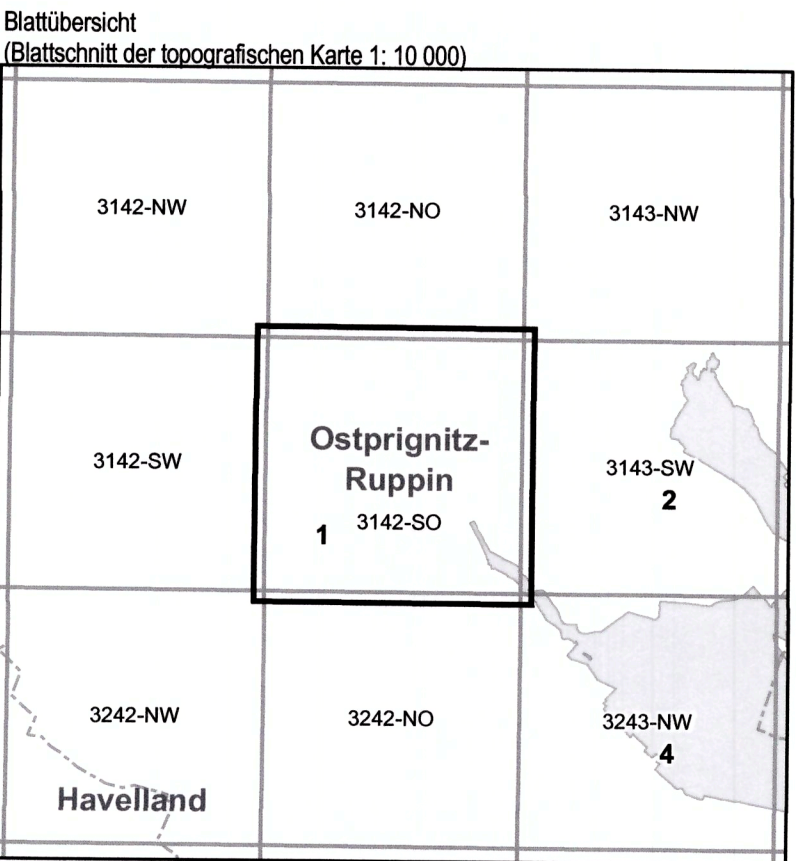 Blattübersicht
(Blattschnitt der topografischen Karte 1: 10 000)
3142-NW
3142-NO
3143-NW
3142-SW
Ostprignitz-
Ruppin
1 3142-SO
3143-SW
2
3242-NW
3242-NO
3243-NW
4
Havelland